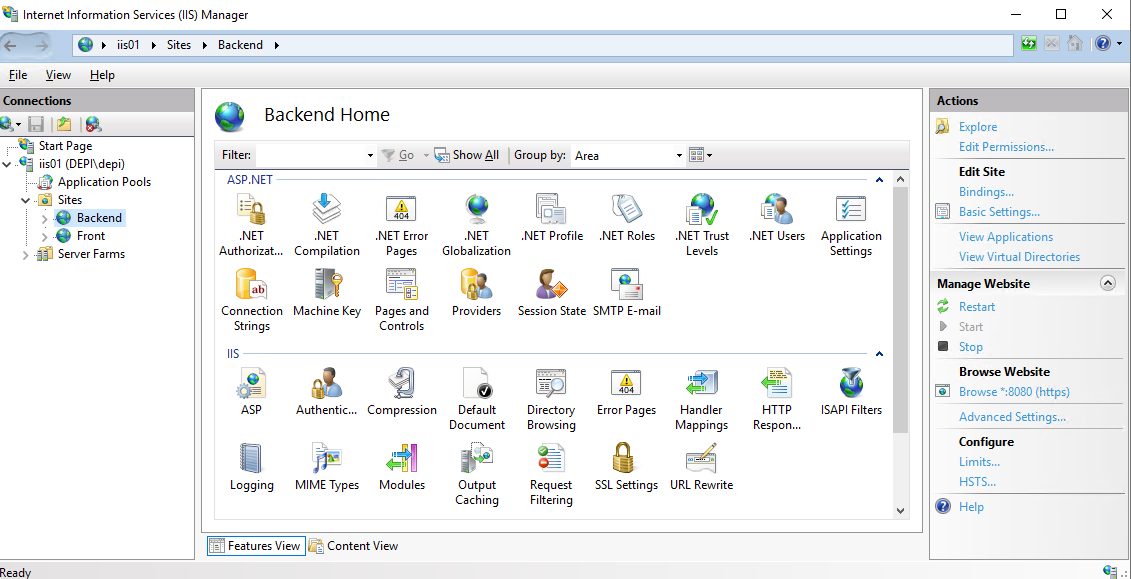 Internet Information Services (IIS) Manager
iis01 Sites Backend
File View Help
Connections
Start Page
iis01 (DEPI\depi)
Application Pools
Sites
Backend
Front
Server Farms
Backend Home
Filter: Go Show All Group by: Area
ASP.NET
.NET Authorizat...
.NET Compilation
.NET Error Pages
.NET Globalization
.NET Profile
.NET Roles
.NET Trust Levels
.NET Users
Application Settings
Connection Strings
Machine Key
Pages and Controls
Providers
Session State
SMTP E-mail
IIS
ASP
Authentic...
Compression
Default Document
Directory Browsing
Error Pages
Handler Mappings
HTTP Respon...
ISAPI Filters
Logging
MIME Types
Modules
Output Caching
Request Filtering
SSL Settings
URL Rewrite
Features View Content View
Actions
Explore
Edit Permissions...
Edit Site
Bindings...
Basic Settings...
View Applications
View Virtual Directories
Manage Website
Restart
Start
Stop
Browse Website
Browse *:8080 (https)
Advanced Settings...
Configure
Limits...
HSTS...
Help
Ready